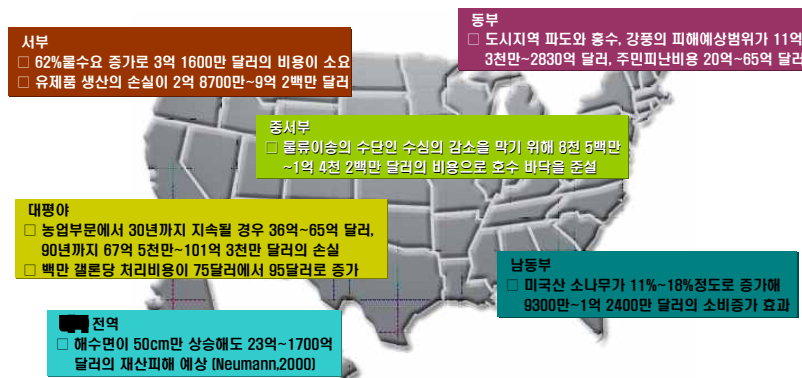 서부
□ 62%물수요 증가로 3억 1600만 달러의 비용이 소요
□ 유제품 생산의 손실이 2억 8700만~9억 2백만 달러
동부
□ 도시지역 파도와 홍수, 강풍의 피해예상범위가 11억
3천만~2830억 달러, 주민피난비용 20억~65억 달러
중서부
□ 물류이송의 수단인 수심의 감소을 막기 위해 8천 5백만
~1억 4천 2백만 달러의 비용으로 호수 바닥을 준설
대평야
□ 농업부문에서 30년까지 지속될 경우 36억~65억 달러,
90년까지 67억 5천만~101억 3천만 달러의 손실
□ 백만 갤론당 처리비용이 75달러에서 95달러로 증가
남동부
□ 미국산 소나무가 11%~18%정도로 증가해
9300만~1억 2400만 달러의 소비증가 효과
전역
□ 해수면이 50cm만 상승해도 23억~1700억
달러의 재산피해 예상 (Neumann,2000)